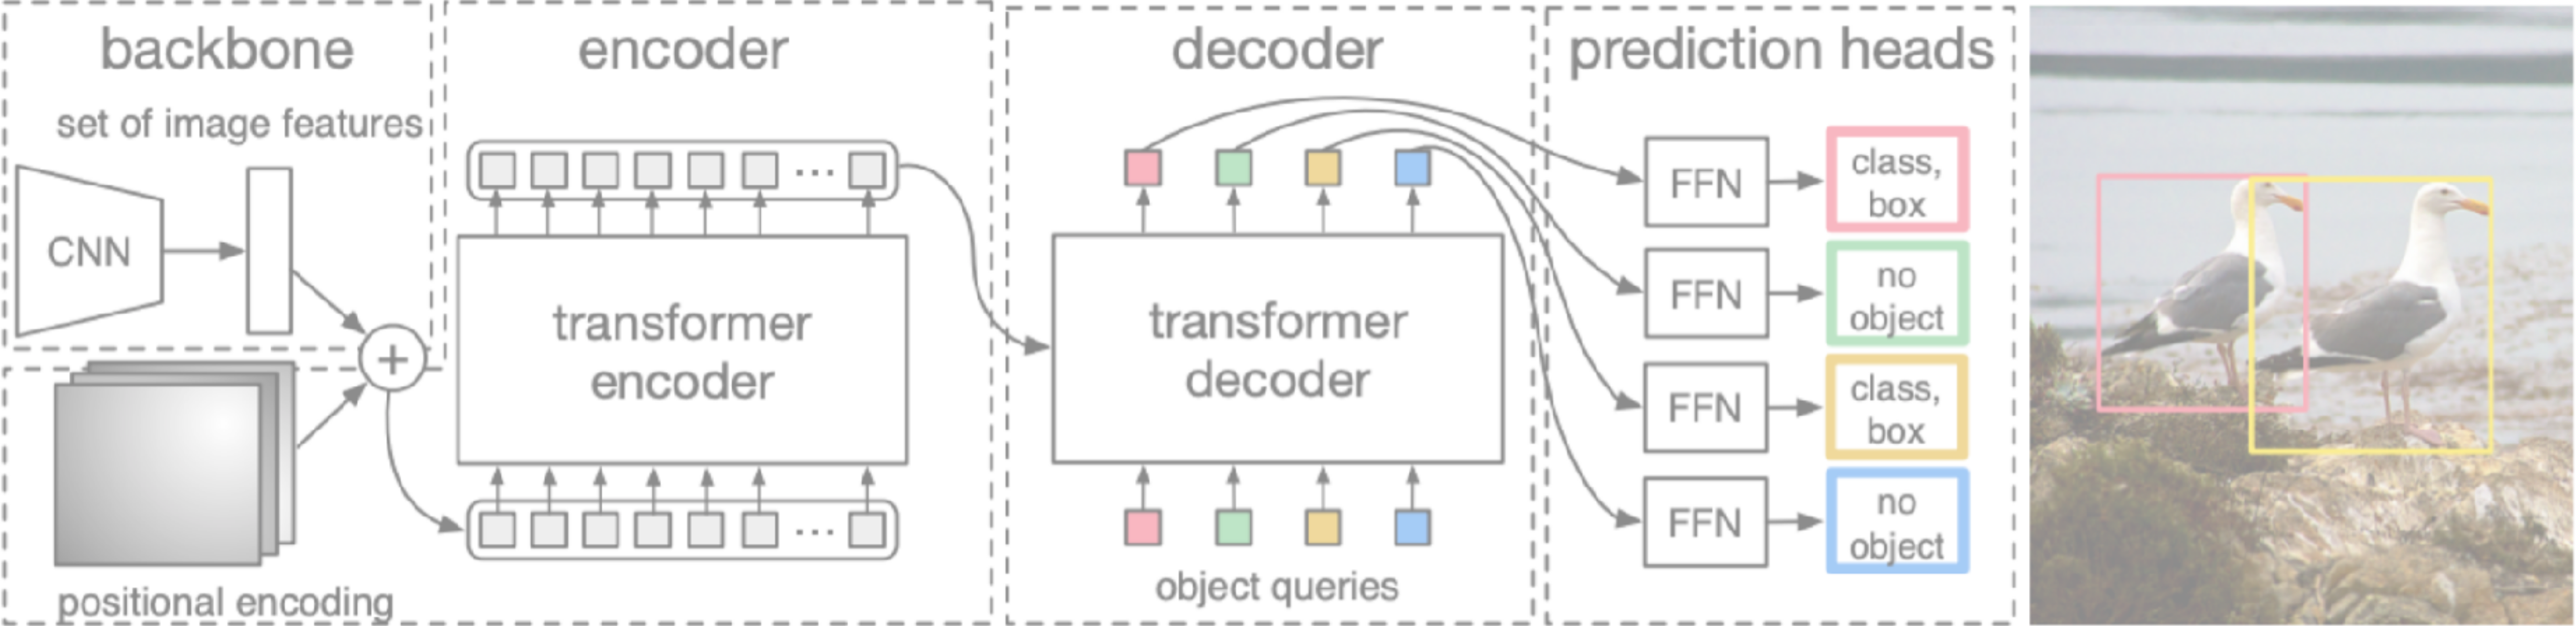 backbone
set of image features
CNN
+
positional encoding
encoder
...
transformer
encoder
...
decoder
transformer
decoder
object queries
prediction heads
FFN
class,
box
FFN
no
object
FFN
class,
box
FFN
no
object